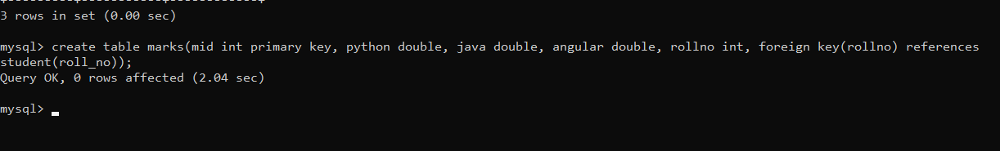 3 rows in set (0.00 sec)
mysql> create table marks(mid int primary key, python double, java double, angular double, rollno int, foreign key(rollno) references
student(roll_no));
Query OK, 0 rows affected (2.04 sec)
mysql>